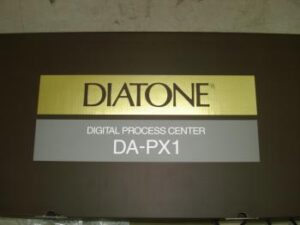 DIATONE
DIGITAL PROCESS CENTER
DA-PX1